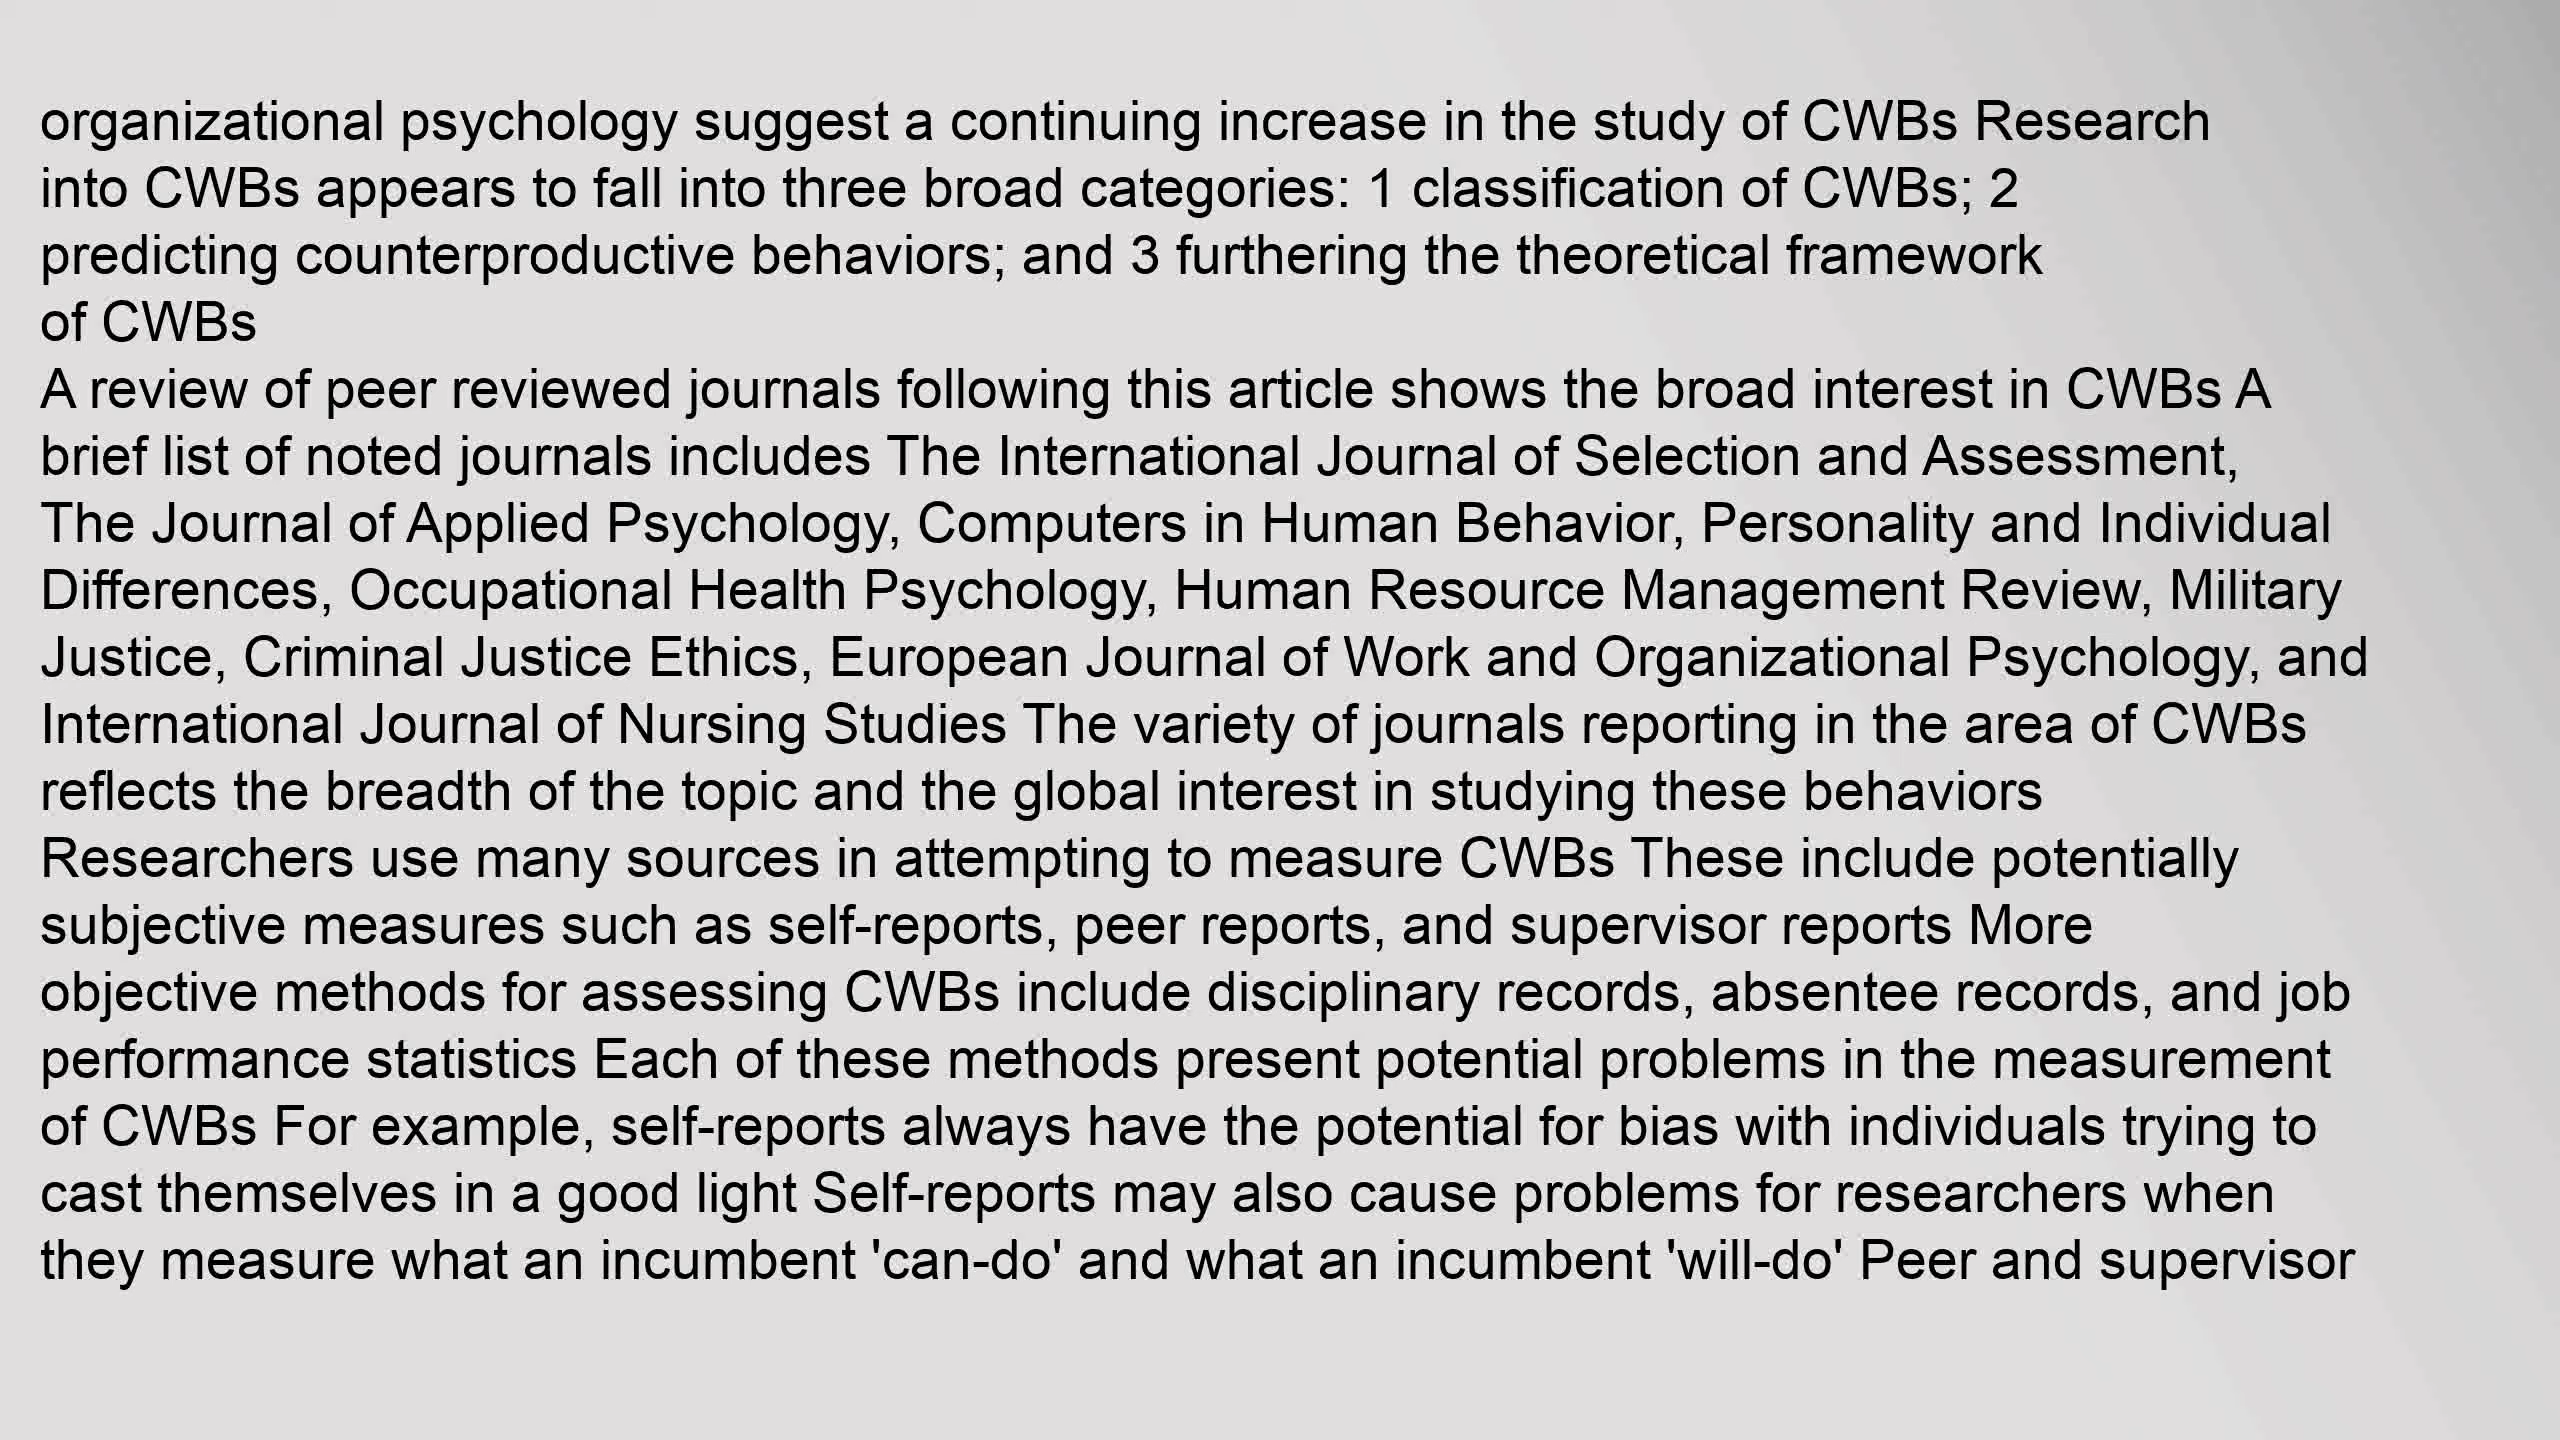 organizational psychology suggest a continuing increase in the study of CWBs Research
into CWBs appears to fall into three broad categories: 1 classification of CWBs; 2
predicting counterproductive behaviors; and 3 furthering the theoretical framework
of CWBs
A review of peer reviewed journals following this article shows the broad interest in CWBs A
brief list of noted journals includes The International Journal of Selection and Assessment,
The Journal of Applied Psychology, Computers in Human Behavior, Personality and Individual
Differences, Occupational Health Psychology, Human Resource Management Review, Military
Justice, Criminal Justice Ethics, European Journal of Work and Organizational Psychology, and
International Journal of Nursing Studies The variety of journals reporting in the area of CWBs
reflects the breadth of the topic and the global interest in studying these behaviors
Researchers use many sources in attempting to measure CWBs These include potentially
subjective measures such as self-reports, peer reports, and supervisor reports More
objective methods for assessing CWBs include disciplinary records, absentee records, and job
performance statistics Each of these methods present potential problems in the measurement
of CWBs For example, self-reports always have the potential for bias with individuals trying to
cast themselves in a good light Self-reports may also cause problems for researchers when
they measure what an incumbent 'can-do' and what an incumbent 'will-do' Peer and supervisor